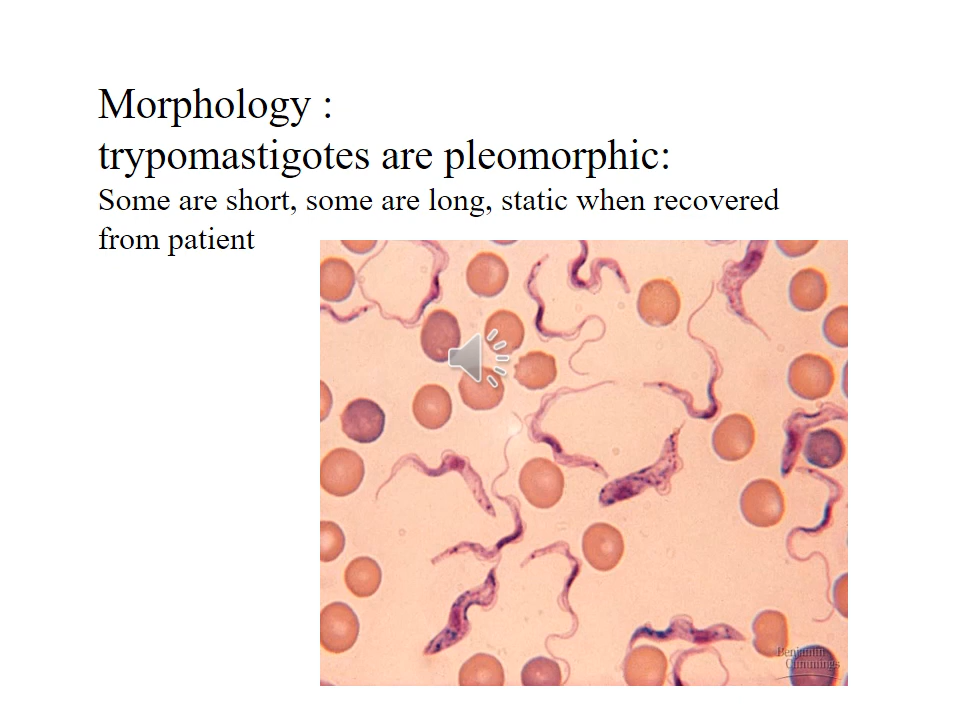 Morphology :
trypomastigotes are pleomorphic:
Some are short, some are long, static when recovered
from patient
Benjamin
Cummings